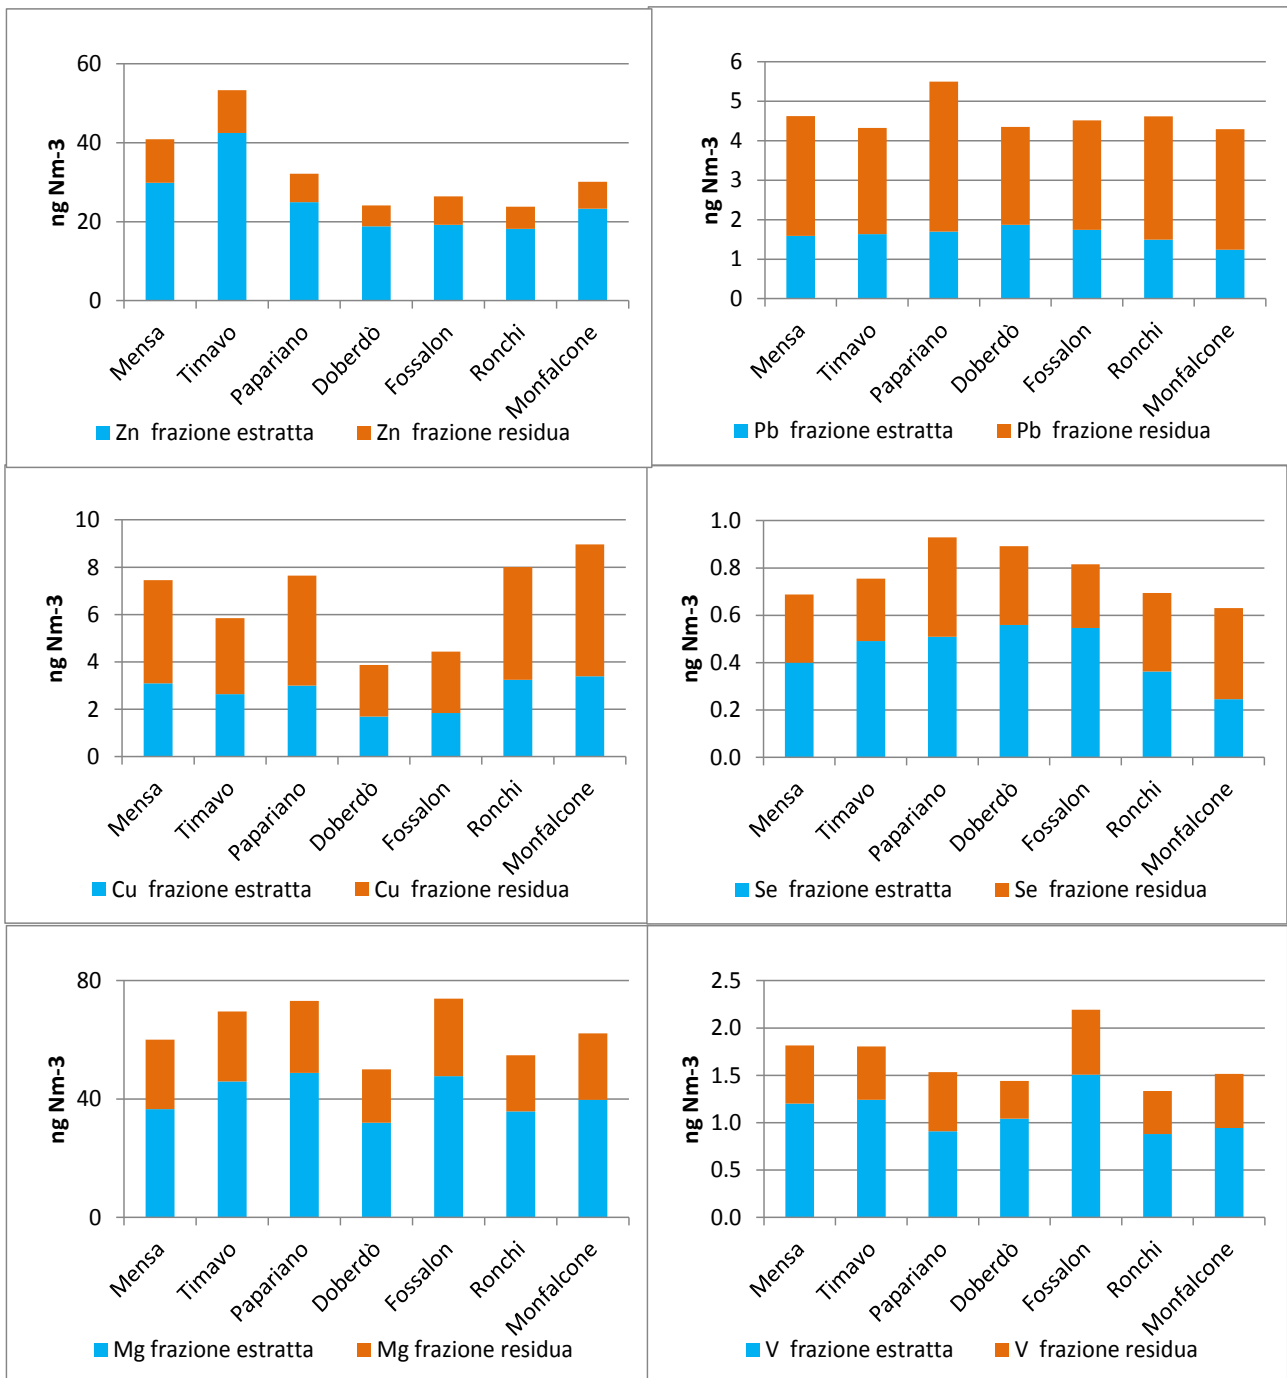 60
40
20
0
ng Nm-3
Mensa
Timavo
Papariano
Doberdò
Fossalon
Ronchi
Monfalcone
Zn frazione estratta
Zn frazione residua
6
5
4
3
2
1
0
ng Nm-3
Mensa
Timavo
Papariano
Doberdò
Fossalon
Ronchi
Monfalcone
Pb frazione estratta
Pb frazione residua
10
8
6
4
2
0
ng Nm-3
Mensa
Timavo
Papariano
Doberdò
Fossalon
Ronchi
Monfalcone
Cu frazione estratta
Cu frazione residua
1.0
0.8
0.6
0.4
0.2
0.0
ng Nm-3
Mensa
Timavo
Papariano
Doberdò
Fossalon
Ronchi
Monfalcone
Se frazione estratta
Se frazione residua
80
40
0
ng Nm-3
Mensa
Timavo
Papariano
Doberdò
Fossalon
Ronchi
Monfalcone
Mg frazione estratta
Mg frazione residua
2.5
2.0
1.5
1.0
0.5
0.0
ng Nm-3
Mensa
Timavo
Papariano
Doberdò
Fossalon
Ronchi
Monfalcone
V frazione estratta
V frazione residua